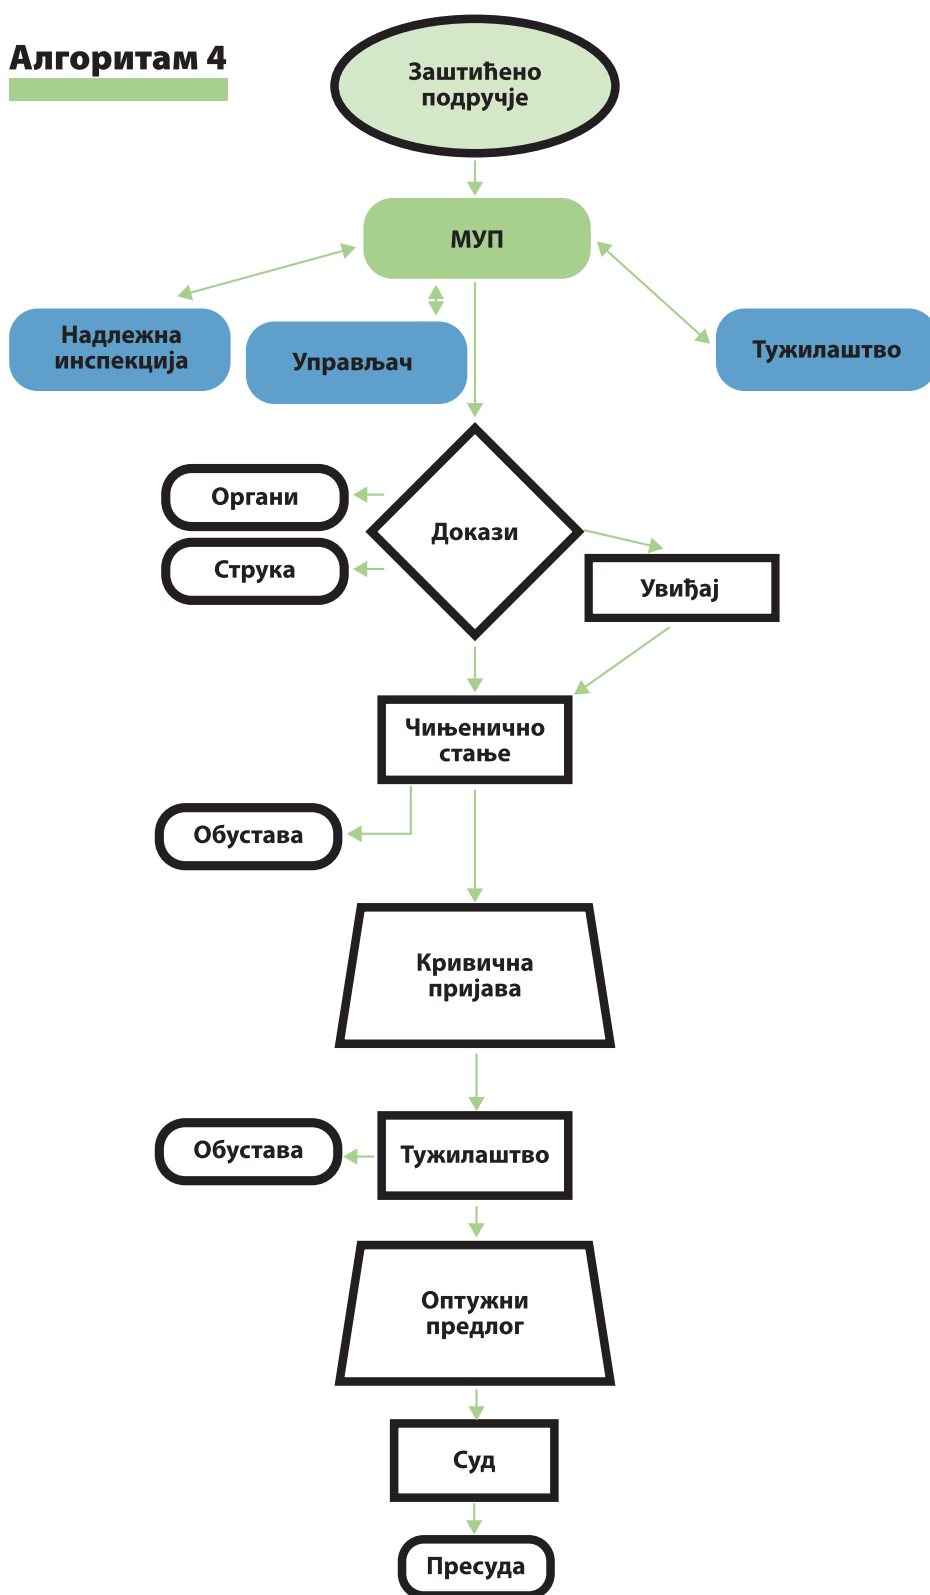 Алгоритам 4
Заштићено
подручје
МУП
Надлежна
инспекција
Управљач
Тужилаштво
Органи
Докази
Струка
Увиђај
Чињенично
стање
Обустава
Кривична
пријава
Обустава
Тужилаштво
Оптужни
предлог
Суд
Пресуда